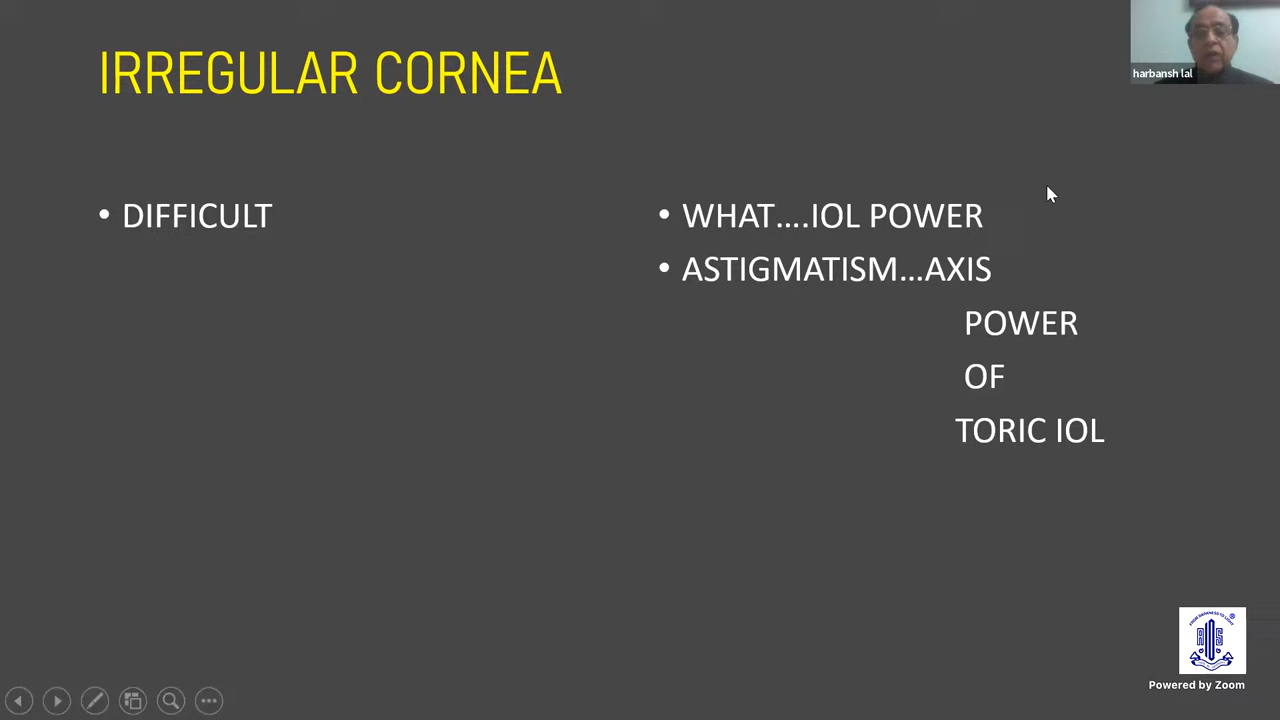 IRREGULAR CORNEA
harbansh lal
• DIFFICULT
• WHAT....IOL POWER
• ASTIGMATISM...AXIS
POWER
OF
TORIC IOL
Powered by Zoom